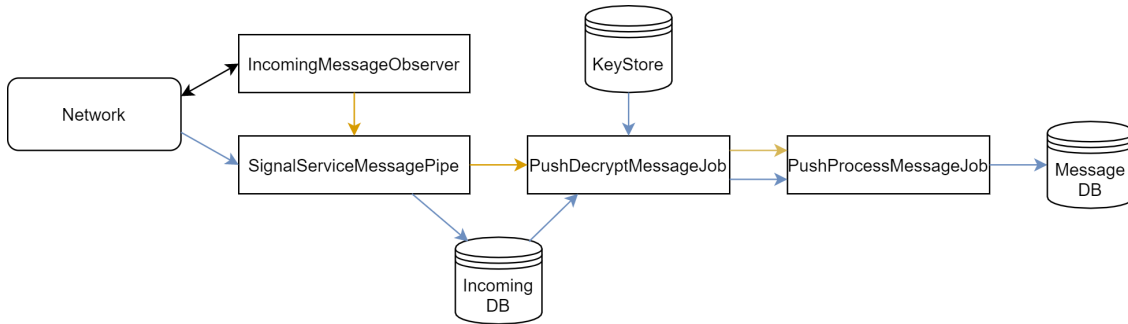 IncomingMessageObserver
KeyStore
Network
SignalServiceMessagePipe
PushDecryptMessageJob
PushProcessMessageJob
Message
DB
Incoming
DB